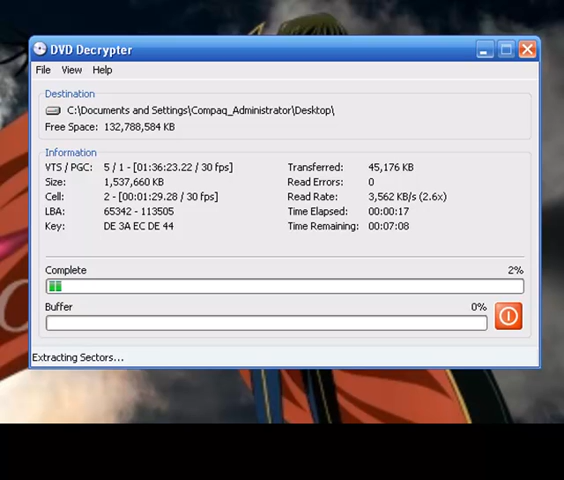 DVD Decrypter
File View Help
Destination
C:\Documents and Settings\Compaq_Administrator\Desktop\
Free Space: 132,788,584 KB
Information
VTS / PGC: 5 / 1 - [01:36:23.22 / 30 fps] Transferred: 45,176 KB
Size: 1,537,660 KB Read Errors: 0
Cell: 2 - [00:01:29.28 / 30 fps] Read Rate: 3,562 KB/s (2.6x)
LBA: 65342 - 113505 Time Elapsed: 00:00:17
Key: DE 3A EC DE 44 Time Remaining: 00:07:08
Complete 2%
Buffer 0%
Extracting Sectors...